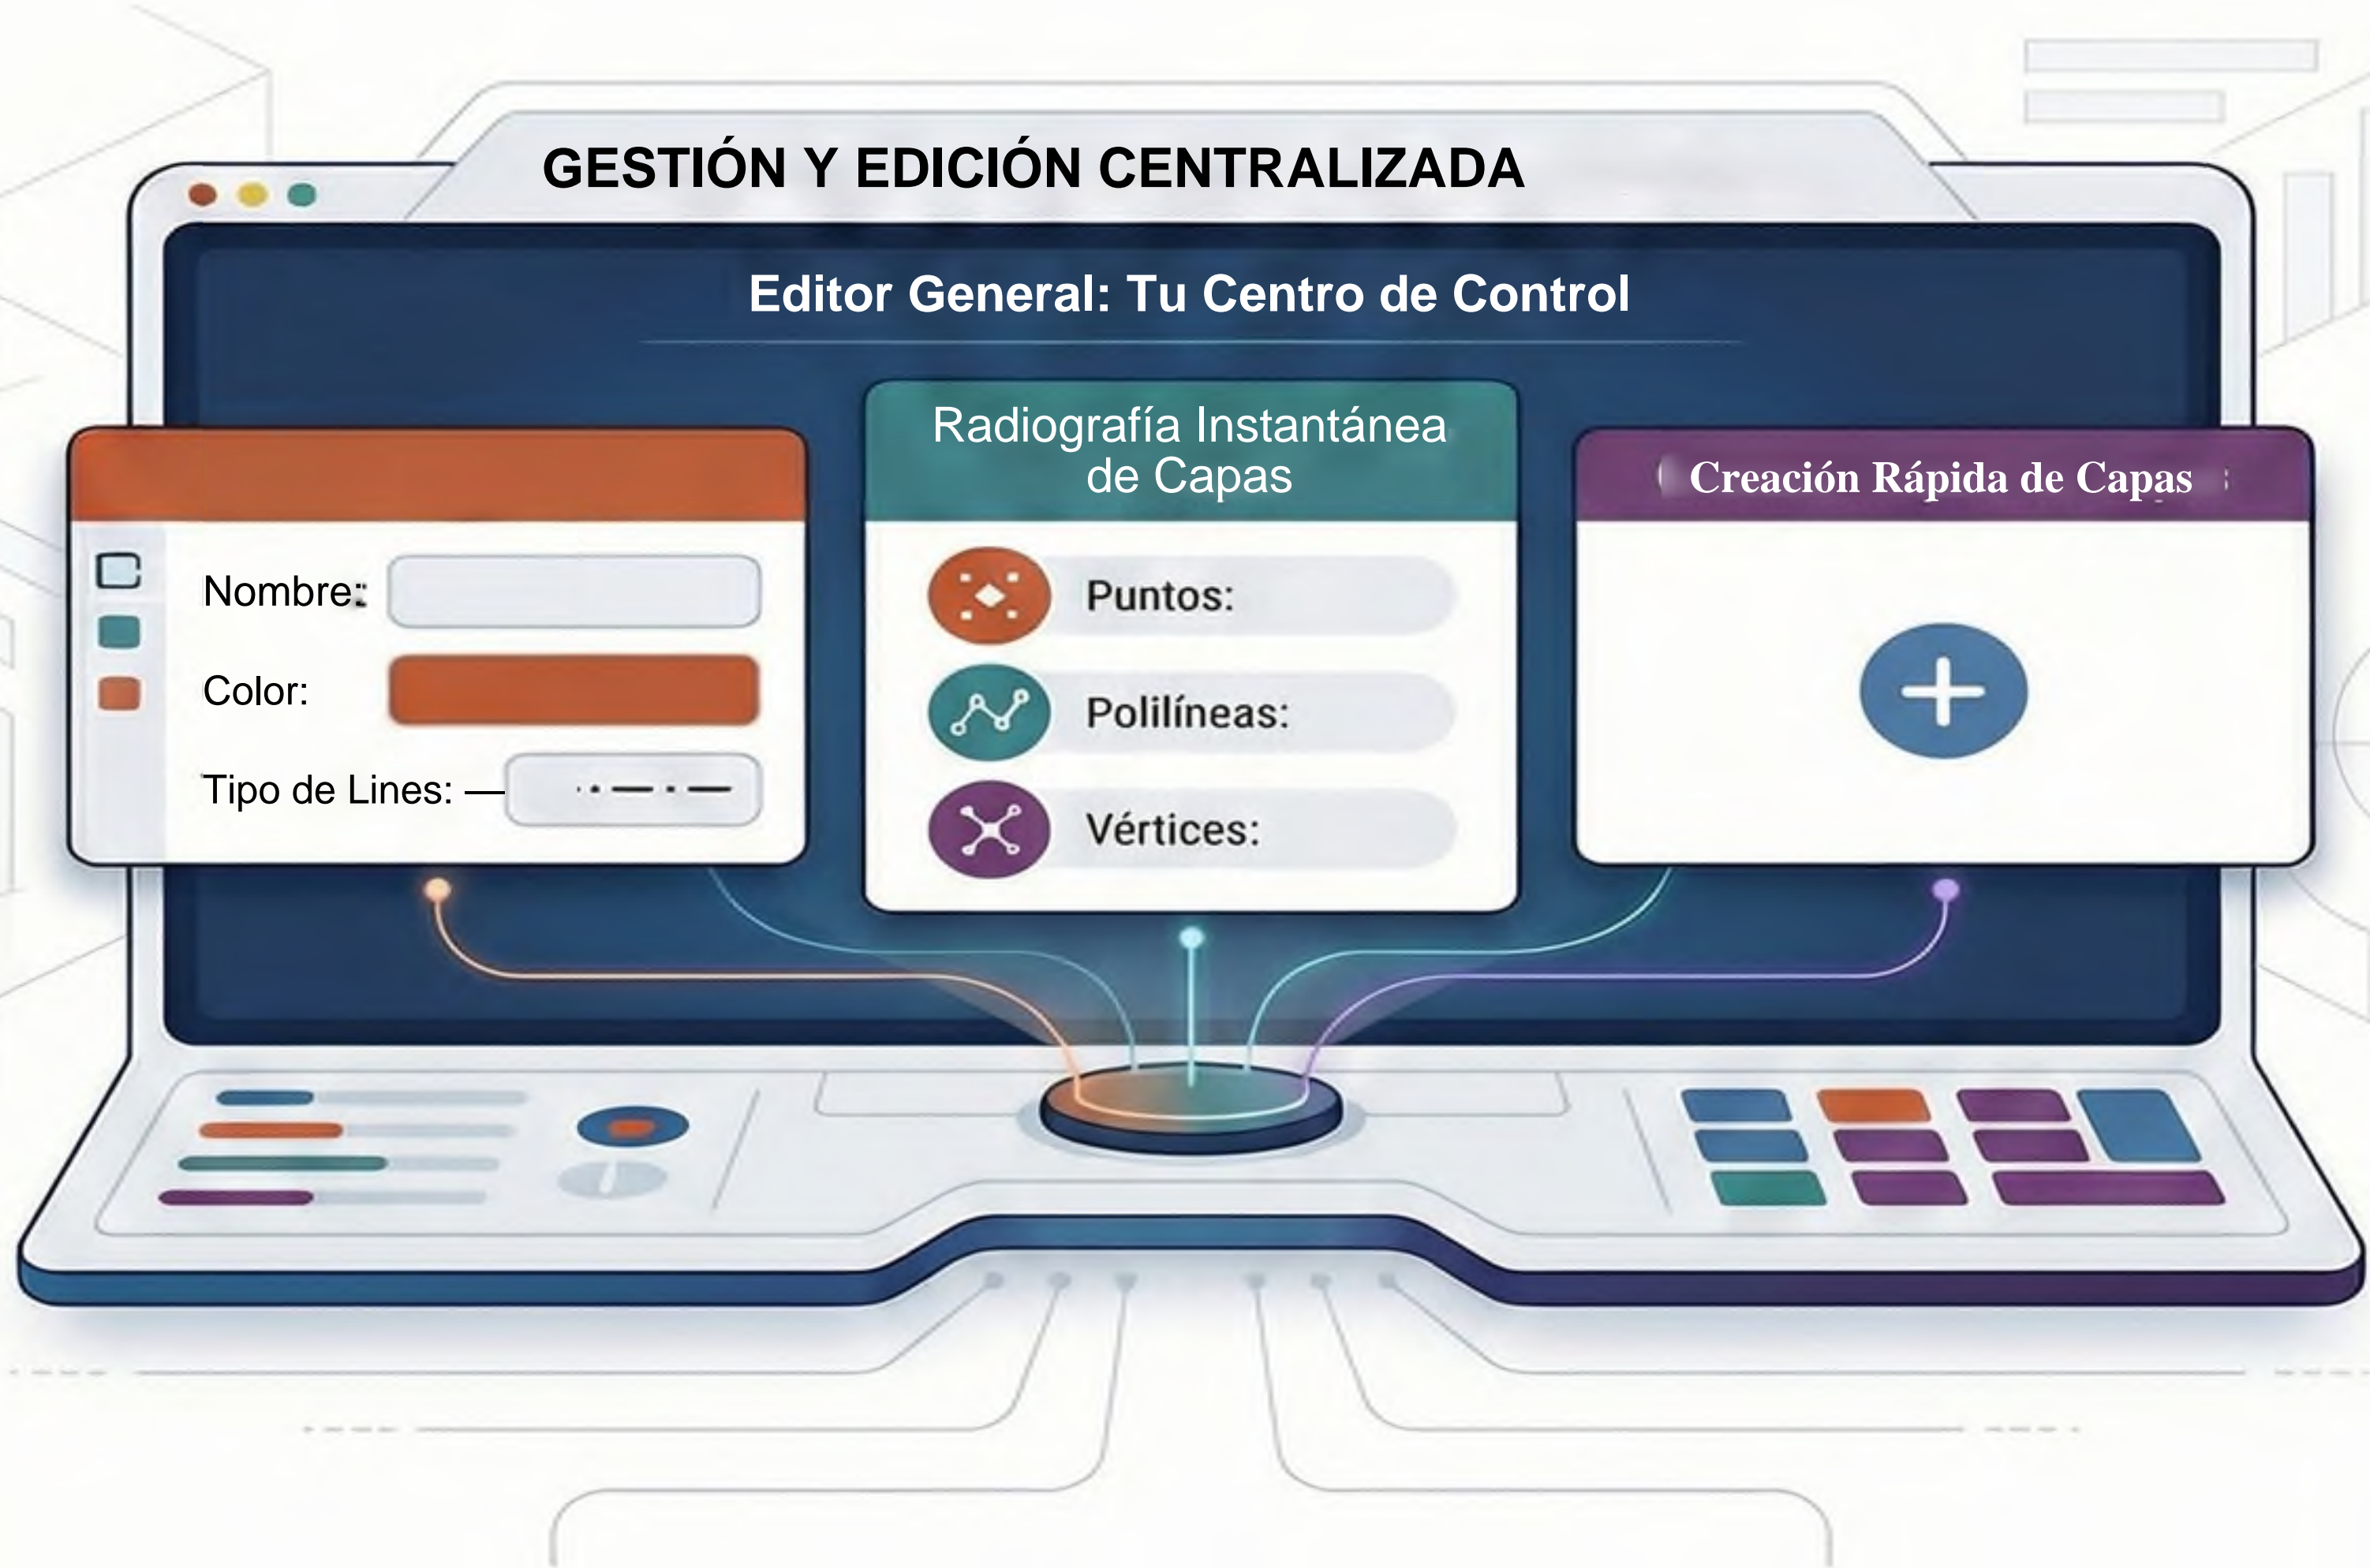 GESTIÓN Y EDICIÓN CENTRALIZADA
Editor General: Tu Centro de Control
Nombre:
Color:
Tipo de Lines: —
Radiografía Instantánea
de Capas
Puntos:
Polilíneas:
Vértices:
Creación Rápida de Capas